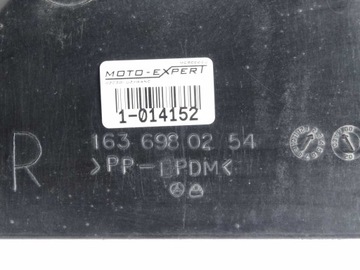 MOTO-EXPERT
1-014152
163 698 02 54
R >PP-EPDM<